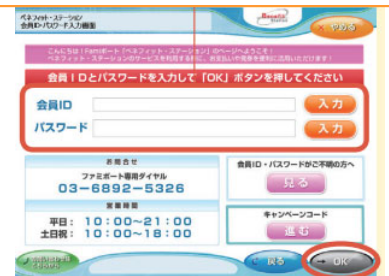 ベネフィット・ステーション
会員ID・パスワード入力画面
Benefit
× やめる
こんにちは！Famiポート「ベネフィット・ステーション」のページへようこそ！
会員IDとパスワードを入力して「OK」ボタンを押してください
会員ID
入力
パスワード
入力
お問合せ
ファミポート専用ダイヤル
03-6892-5326
営業時間
平日： 10：00～21：00
土日祝： 10：00～18：00
会員ID・パスワードがご不明の方へ
見る
キャンペーンコード
進む
戻る
→ OK